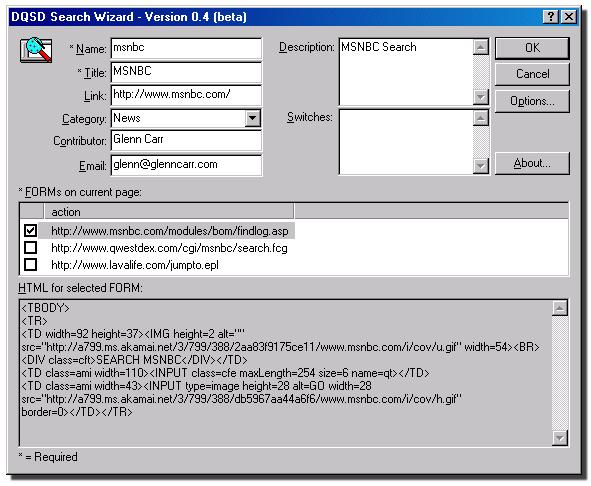 DQSD Search Wizard - Version 0.4 (beta)
* Name: msnbc
* Title: MSNBC
Link: http://www.msnbc.com/
Category: News
Contributor: Glenn Carr
Email: glenn@glenncarr.com
Description: MSNBC Search
Switches:
OK
Cancel
Options...
About...
* FORMs on current page:
action
http://www.msnbc.com/modules/bom/findlog.asp
http://www.qwestdex.com/cgi/msnbc/search.fcg
http://www.lavalife.com/jumpto.epl
HTML for selected FORM:
<TBODY>
<TR>
<TD width=92 height=37><IMG height=2 alt=""
src="http://a799.ms.akamai.net/3/799/388/2aa83f9175ce11/www.msnbc.com/i/cov/u.gif" width=54><BR>
<DIV class=cft>SEARCH MSNBC</DIV></TD>
<TD class=ami width=110><INPUT class=cfe maxLength=254 size=6 name=qt></TD>
<TD class=ami width=43><INPUT type=image height=28 alt=GO width=28
src="http://a799.ms.akamai.net/3/799/388/db5967aa44a6f6/www.msnbc.com/i/cov/h.gif"
border=0></TD></TR>
* = Required